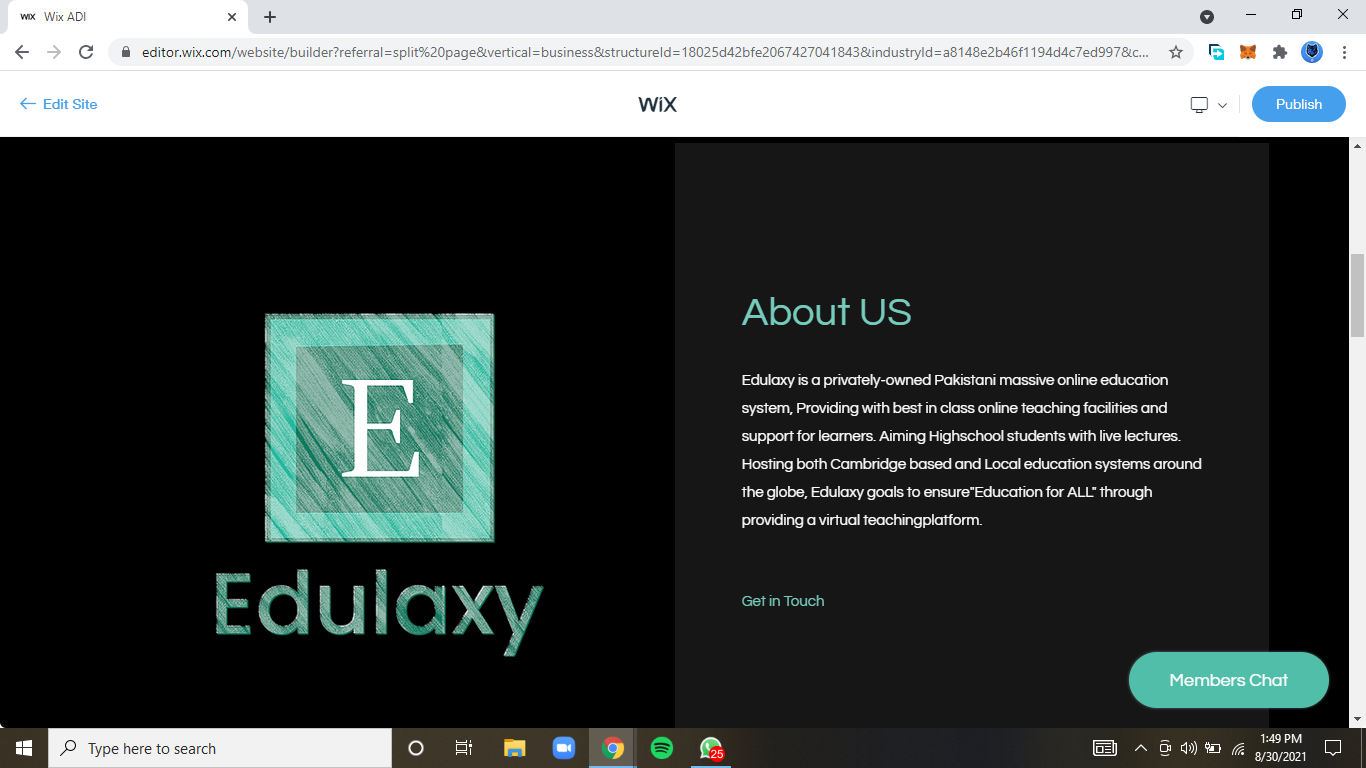 WiX Wix ADI
editor.wix.com/website/builder?referral=split%20page&vertical=business&structureId=18025d42bfe2067427041843&industryId=a8148e2b46f1194d4c7ed997&c...
Edit Site
WiX
Publish
E
Edulaxy
About US
Edulaxy is a privately-owned Pakistani massive online education
system, Providing with best in class online teaching facilities and
support for learners. Aiming Highschool students with live lectures.
Hosting both Cambridge based and Local education systems around
the globe, Edulaxy goals to ensure"Education for ALL" through
providing a virtual teachingplatform.
Get in Touch
Members Chat
Type here to search
25
1:49 PM
8/30/2021